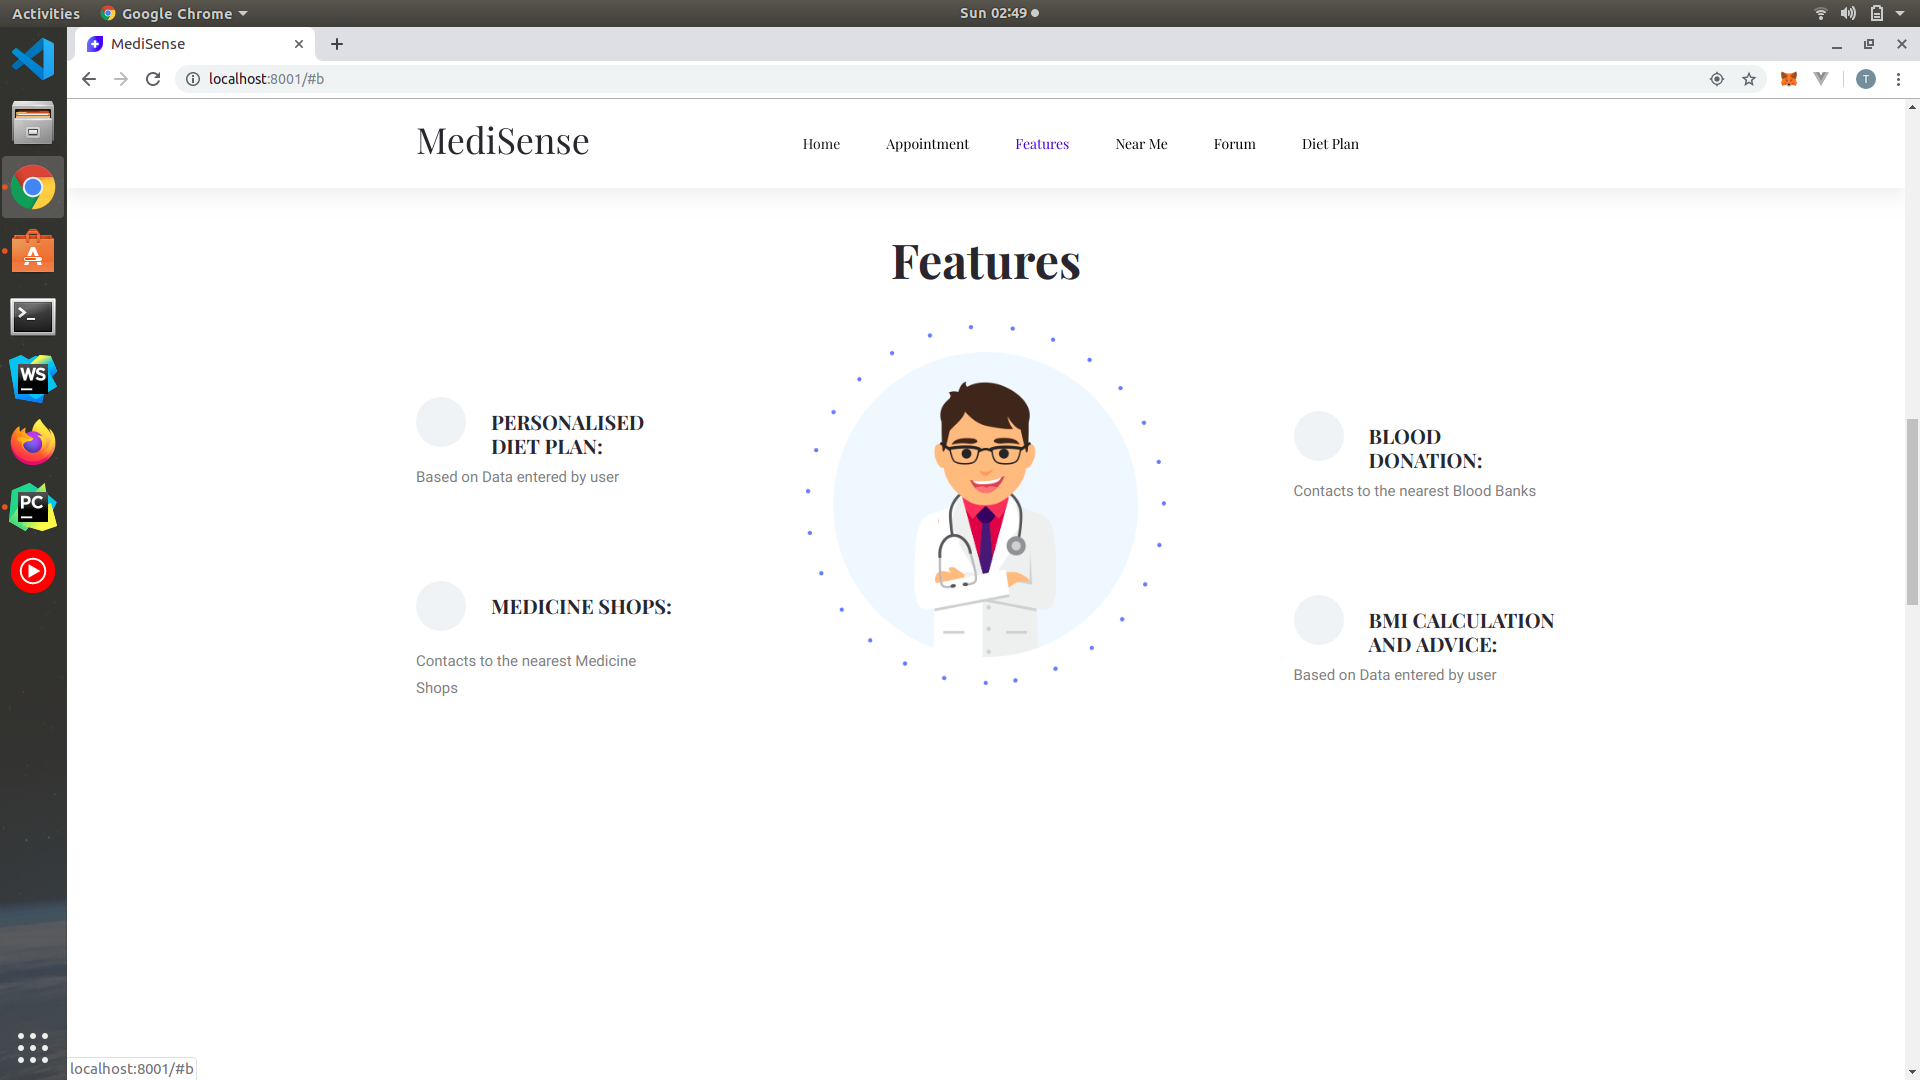 Activities
Google Chrome
Sun 02:49
MediSense
localhost:8001/#b
T
MediSense
Home
Appointment
Features
Near Me
Forum
Diet Plan
Features
PERSONALISED
DIET PLAN:
Based on Data entered by user
BLOOD
DONATION:
Contacts to the nearest Blood Banks
MEDICINE SHOPS:
Contacts to the nearest Medicine
Shops
BMI CALCULATION
AND ADVICE:
Based on Data entered by user
WS
PC
localhost:8001/#b